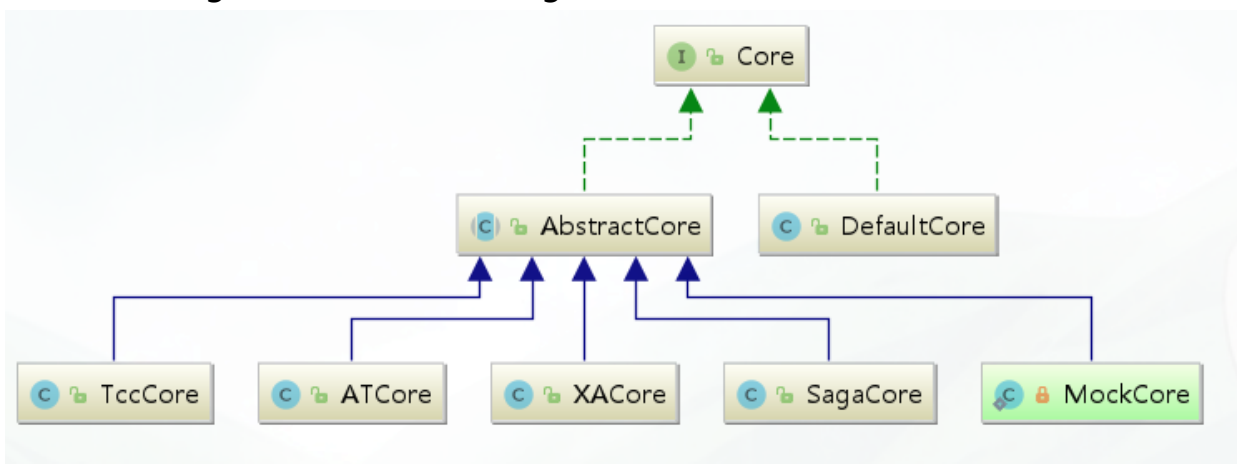 I Core
C AbstractCore
C DefaultCore
C TccCore
C ATCore
C XACore
C SagaCore
C MockCore